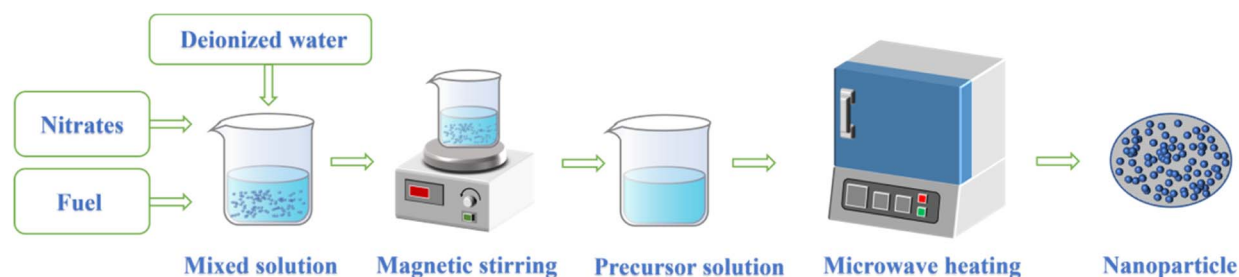 Deionized water
Nitrates
Fuel
Mixed solution
Magnetic stirring
Precursor solution
Microwave heating
Nanoparticle